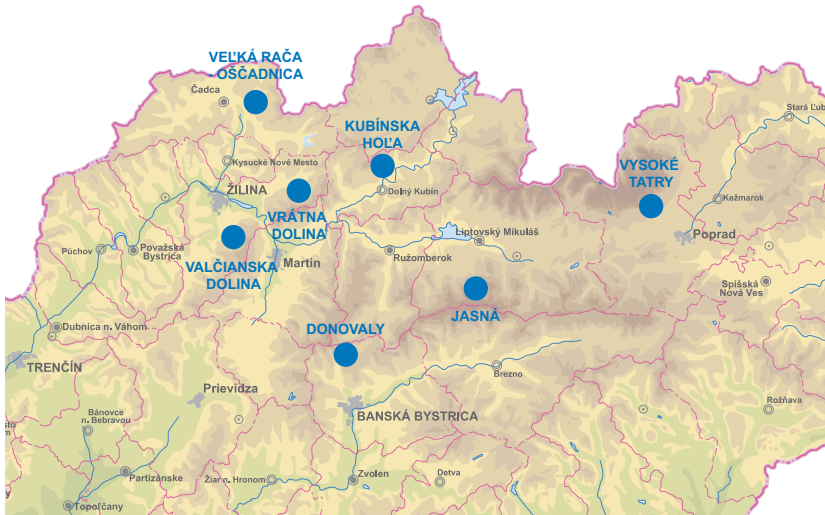 VEĽKÁ RAČA
- OŠČADNICA
Čadca
Stará Ľub
KUBÍNSKA
HOĽA
Kysucké Nové Mesto
VYSOKÉ
TATRY
ŽILINA
Dolný Kubín
Kežmarok
VRÁTNA
DOLINA
Púchov
Považská
Bystrica
Liptovský Mikuláš
Poprad
Ružomberok
VALČIANSKA
DOLINA
Martin
Spišská
Nová Ves
JASNÁ
Dubnica n. Váhom
DONOVALY
TRENČÍN
Brezno
Prievidza
Rožňava
Bánovce
n. Bebravou
BANSKÁ BYSTRICA
sto
m
Partizánske
Žiar n. Hronom
Zvolen
Detva
y
Topoľčany